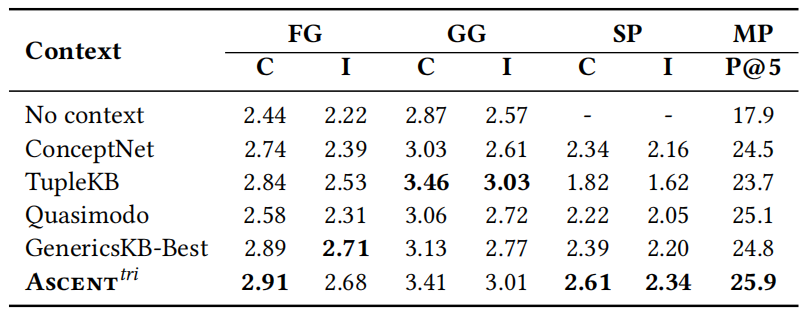 Context FG GG SP MP
C I C I C I P@5
No context 2.44 2.22 2.87 2.57 - - 17.9
ConceptNet 2.74 2.39 3.03 2.61 2.34 2.16 24.5
TupleKB 2.84 2.53 3.46 3.03 1.82 1.62 23.7
Quasimodo 2.58 2.31 3.06 2.72 2.22 2.05 25.1
GenericsKB-Best 2.89 2.71 3.13 2.77 2.39 2.20 24.8
ASCENT^tri 2.91 2.68 3.41 3.01 2.61 2.34 25.9